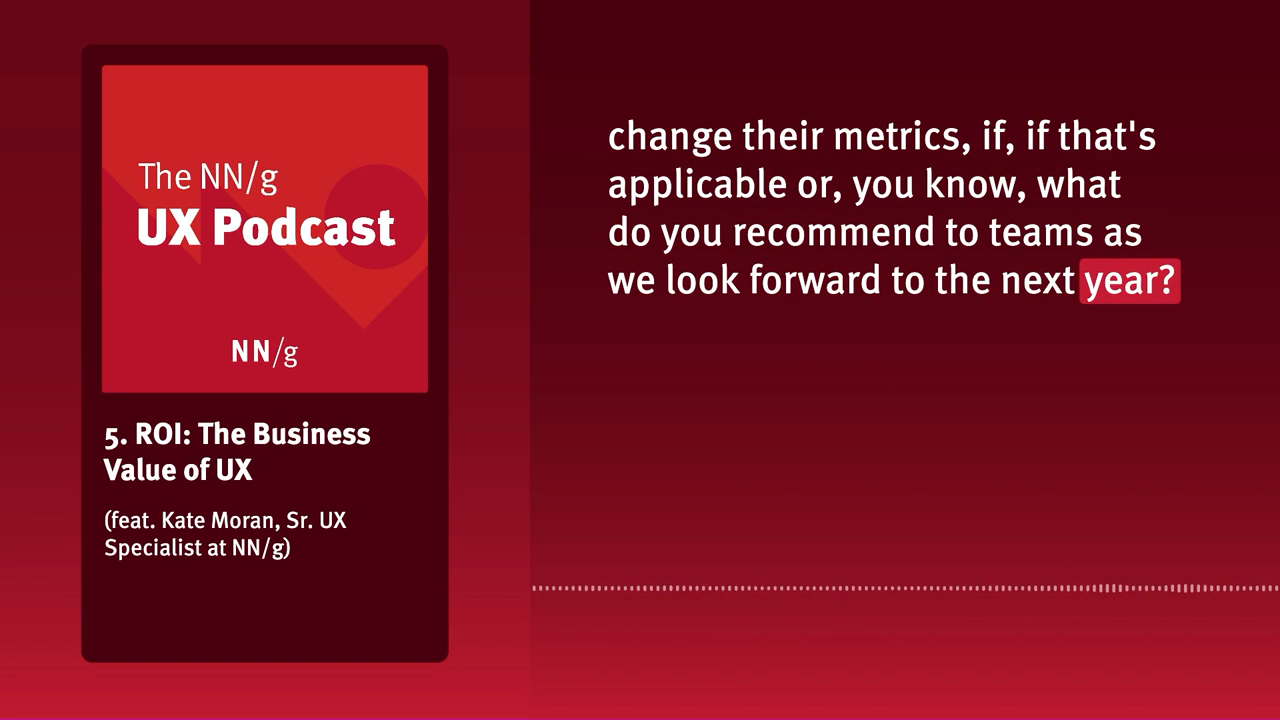 The NN/g
UX Podcast
NN/g
5. ROI: The Business
Value of UX
(feat. Kate Moran, Sr. UX
Specialist at NN/g)
change their metrics, if, if that's
applicable or, you know, what
do you recommend to teams as
we look forward to the next year?